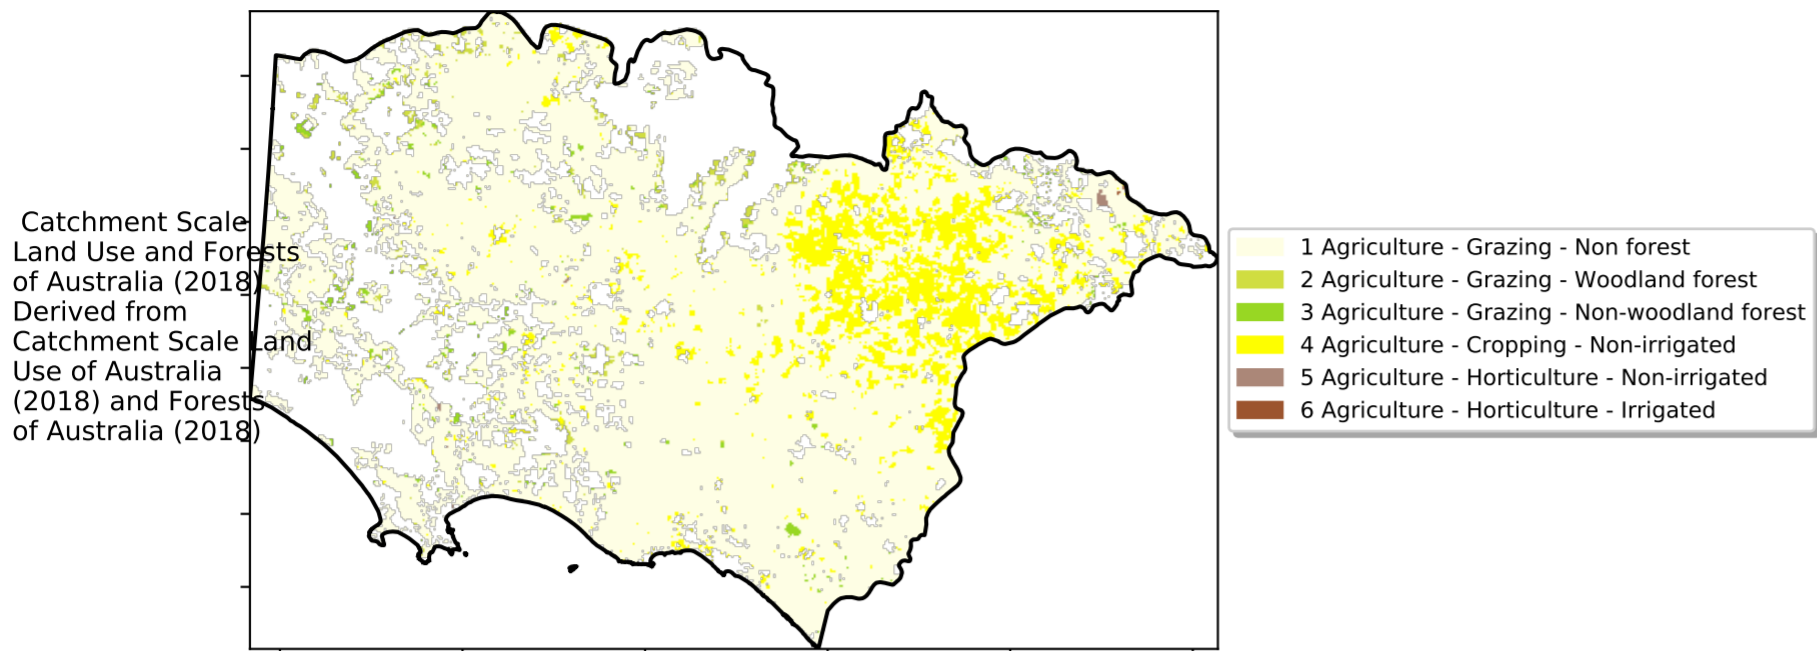 Catchment Scale
Land Use and Forests
of Australia (2018)
Derived from
Catchment Scale Land
Use of Australia
(2018) and Forests
of Australia (2018)
1 Agriculture - Grazing - Non forest
2 Agriculture - Grazing - Woodland forest
3 Agriculture - Grazing - Non-woodland forest
4 Agriculture - Cropping - Non-irrigated
5 Agriculture - Horticulture - Non-irrigated
6 Agriculture - Horticulture - Irrigated